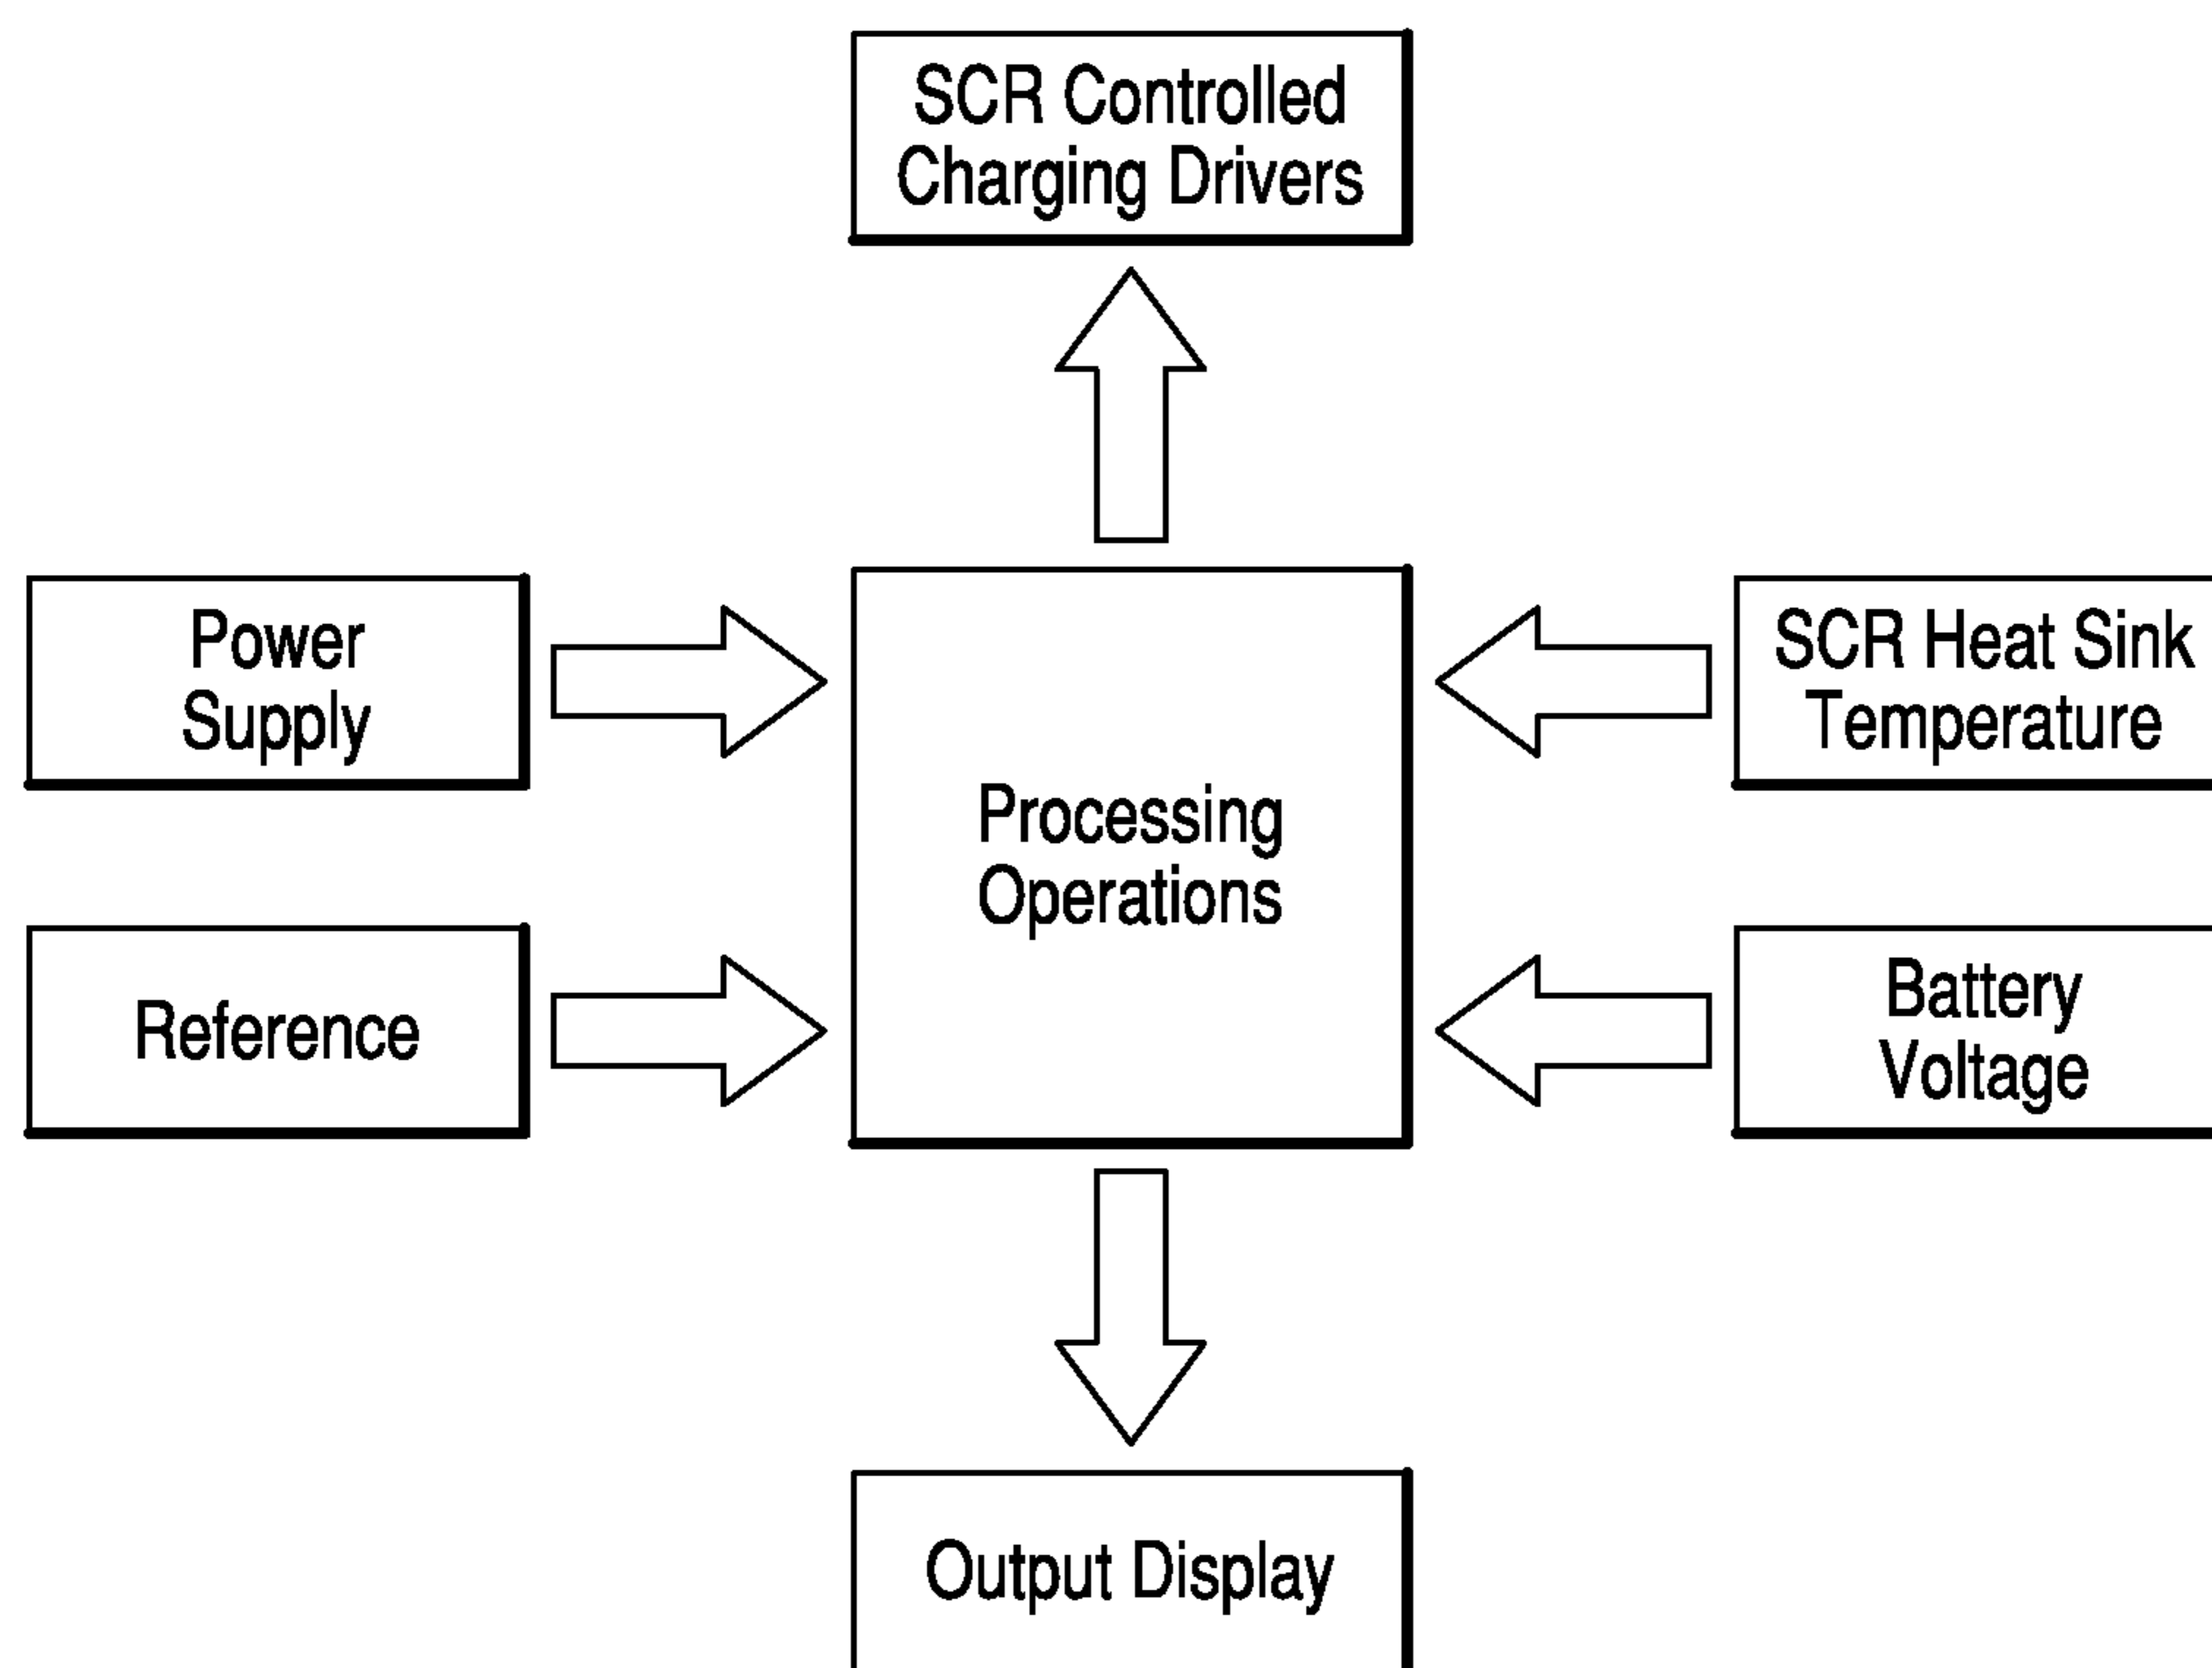 SCR Controlled
Charging Drivers
Power
Supply
SCR Heat Sink
Temperature
Processing
Operations
Reference
Battery
Voltage
Output Display